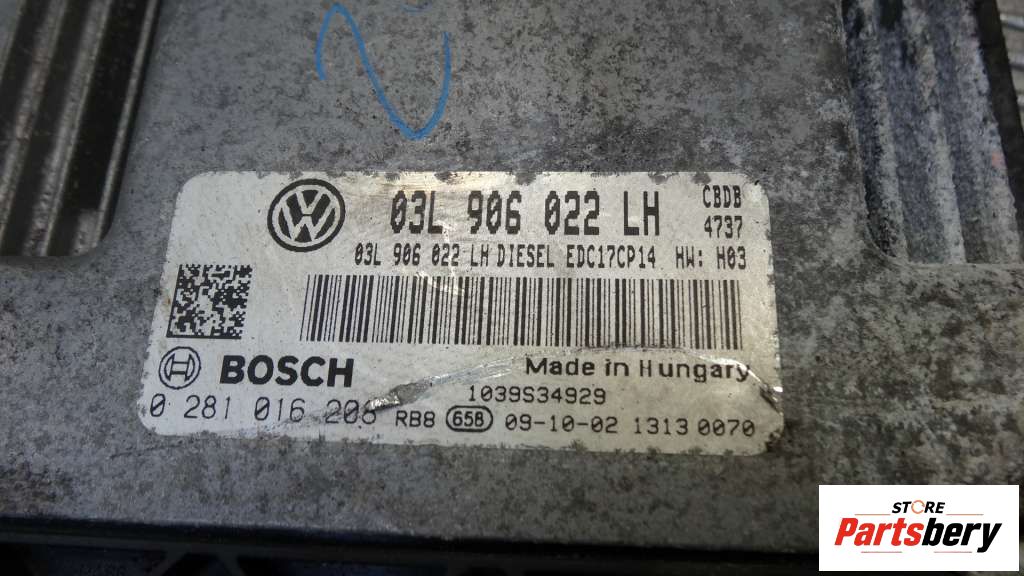 03L 906 022 LH CBDB
4737
03L 906 022 LH DIESEL EDC17CP14 HW: H03
BOSCH
Made in Hungary
1039S34929
0 281 016 208 RB8 658 09-10-02 1313 0070
STORE
Partsbery